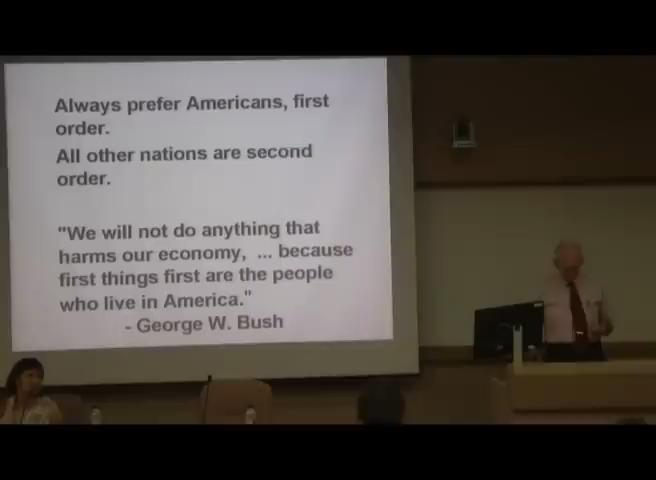 Always prefer Americans, first
order.
All other nations are second
order.
"We will not do anything that
harms our economy, ... because
first things first are the people
who live in America."
- George W. Bush